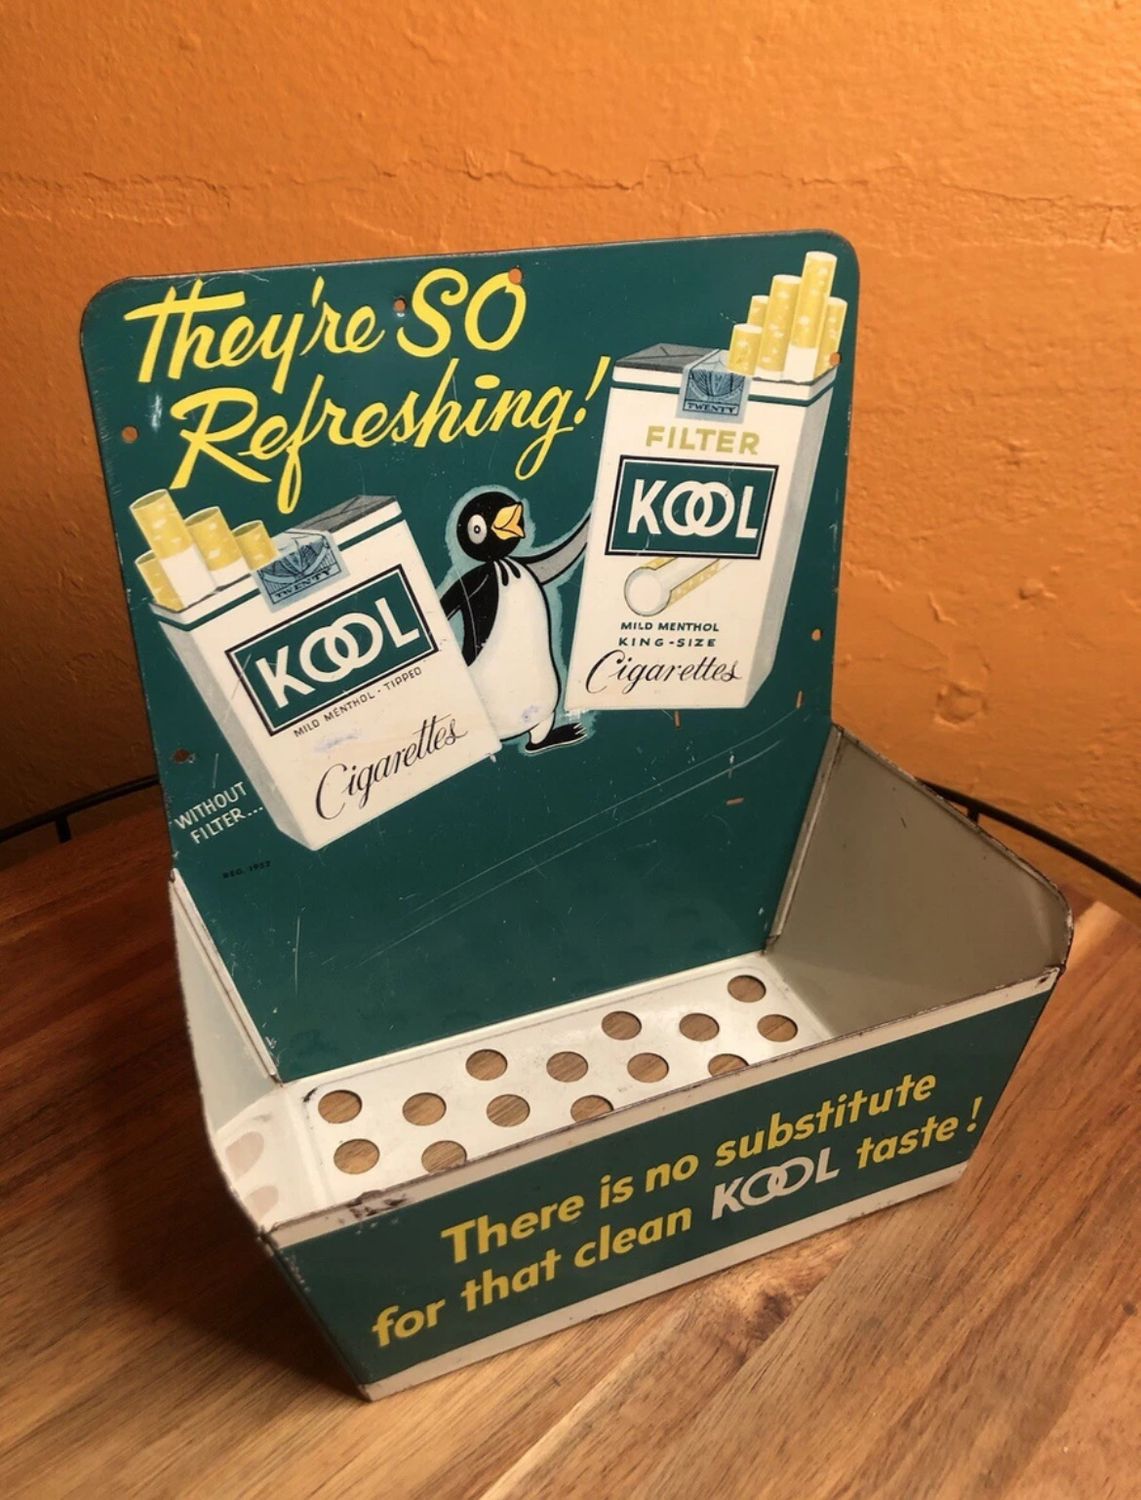 They're SO
Refreshing!
TWENTY
FILTER
KOOL
MILD MENTHOL
KING-SIZE
Cigarettes
TWENTY
KOOL
MILD MENTHOL - TIPPED
Cigarettes
WITHOUT
FILTER...
There is no substitute
for that clean KOOL taste!